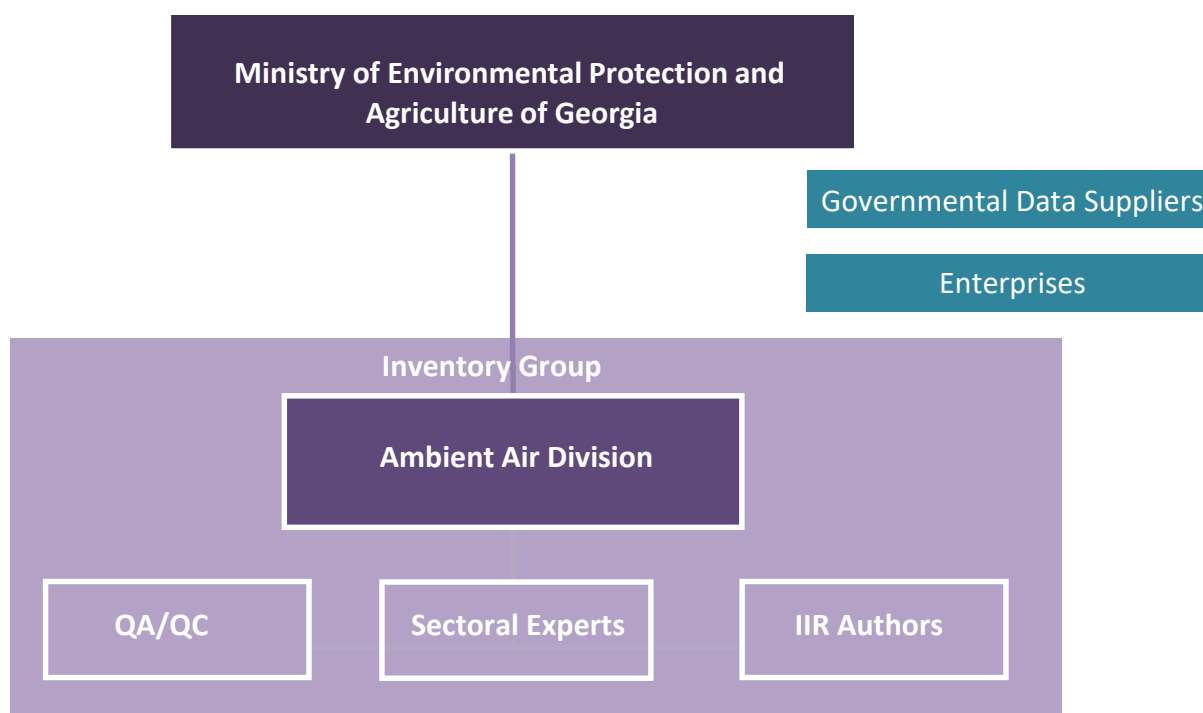 Ministry of Environmental Protection and
Agriculture of Georgia
Governmental Data Suppliers
Enterprises
Inventory Group
Ambient Air Division
QA/QC
Sectoral Experts
IIR Authors